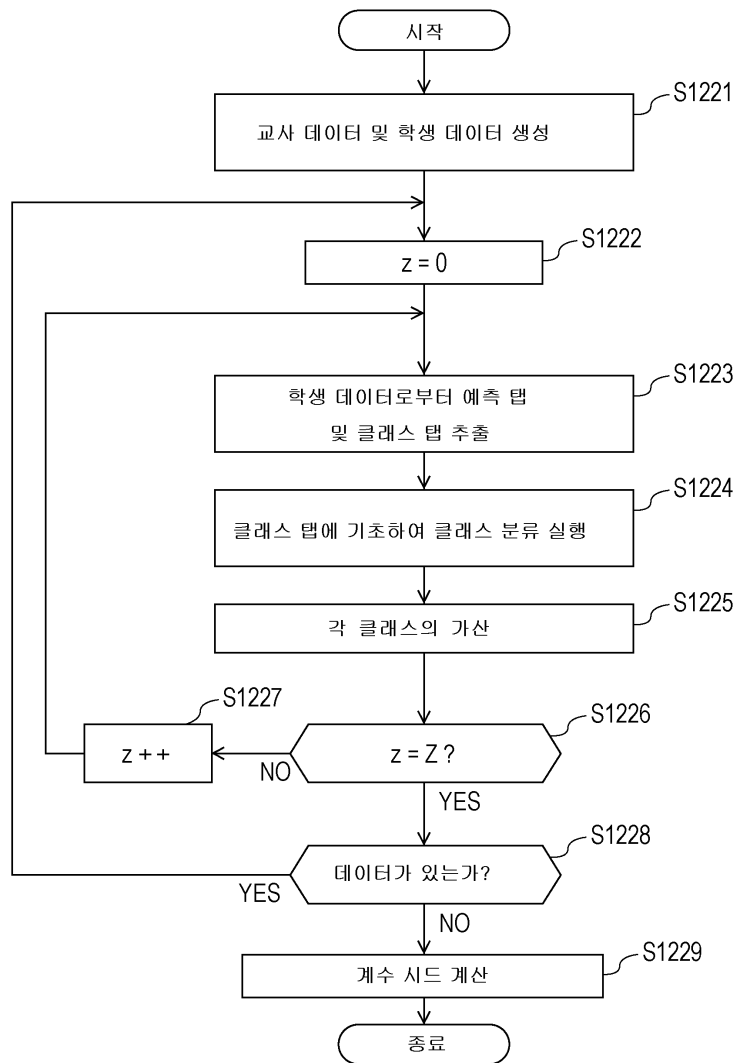 시작
S1221
교사 데이터 및 학생 데이터 생성
S1222
z = 0
S1223
학생 데이터로부터 예측 탭
및 클래스 탭 추출
S1224
클래스 탭에 기초하여 클래스 분류 실행
S1225
각 클래스의 가산
S1227
z + +
S1226
z = Z ?
NO
YES
S1228
데이터가 있는가?
YES
NO
S1229
계수 시드 계산
종료